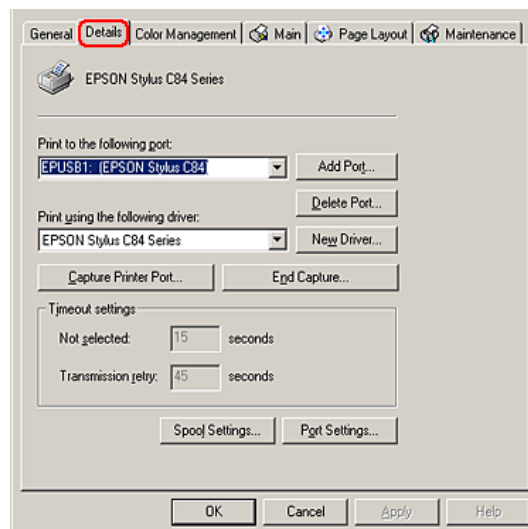 General Details Color Management Main Page Layout Maintenance
EPSON Stylus C84 Series
Print to the following port:
EPUSB1: (EPSON Stylus C84) Add Port...
Delete Port...
Print using the following driver:
EPSON Stylus C84 Series New Driver...
Capture Printer Port... End Capture...
Timeout settings
Not selected: 15 seconds
Transmission retry: 45 seconds
Spool Settings... Port Settings...
OK Cancel Apply Help